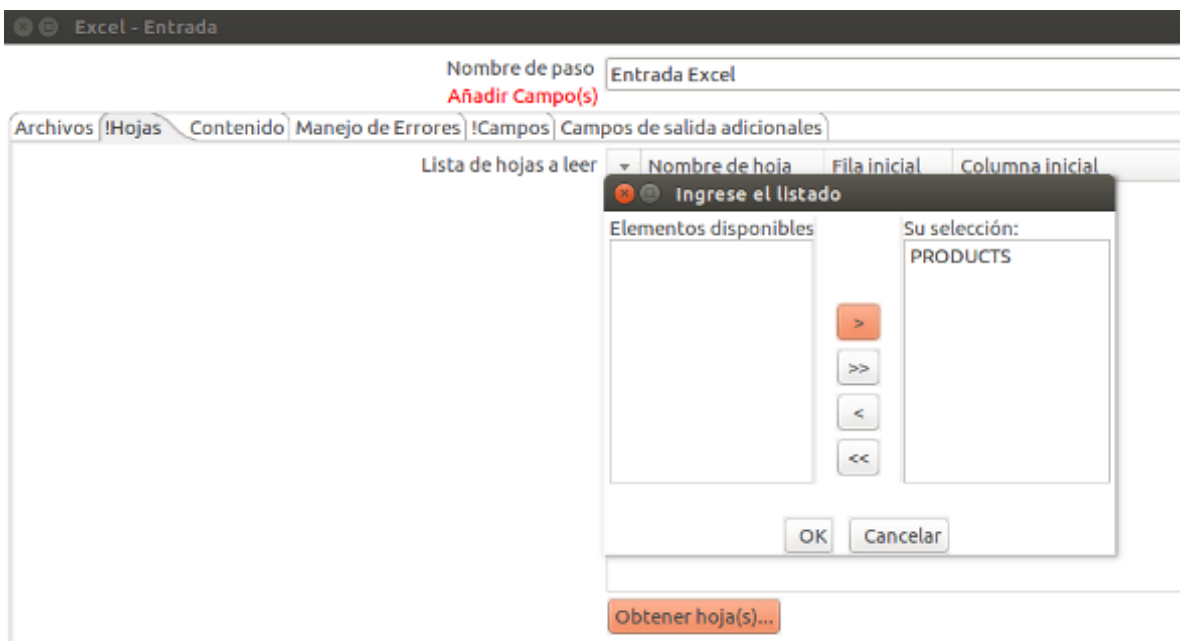 Excel - Entrada
Nombre de paso Entrada Excel
Añadir Campo(s)
Archivos !Hojas Contenido Manejo de Errores !Campos Campos de salida adicionales
Lista de hojas a leer Nombre de hoja Fila inicial Columna inicial
Ingrese el listado
Elementos disponibles Su selección:
PRODUCTS
>
>>
<
<<
OK Cancelar
Obtener hoja(s)...